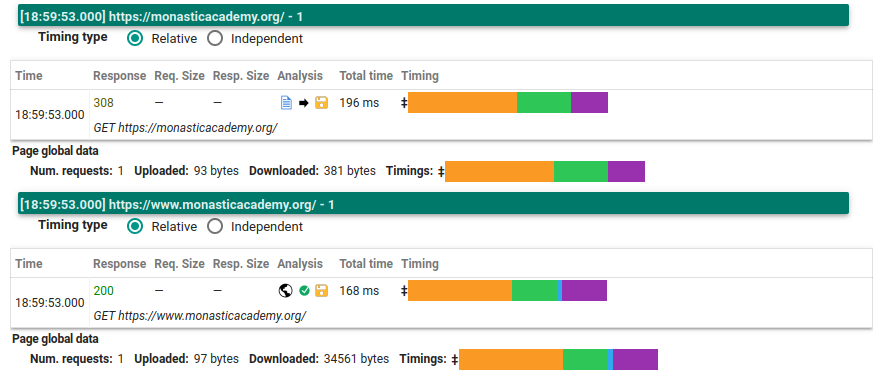 [18:59:53.000] https://monasticacademy.org/ - 1
Timing type Relative Independent
Time Response Req. Size Resp. Size Analysis Total time Timing
18:59:53.000 308 — — 196 ms ‡
GET https://monasticacademy.org/
Page global data
Num. requests: 1 Uploaded: 93 bytes Downloaded: 381 bytes Timings: ‡
[18:59:53.000] https://www.monasticacademy.org/ - 1
Timing type Relative Independent
Time Response Req. Size Resp. Size Analysis Total time Timing
18:59:53.000 200 — — 168 ms ‡
GET https://www.monasticacademy.org/
Page global data
Num. requests: 1 Uploaded: 97 bytes Downloaded: 34561 bytes Timings: ‡